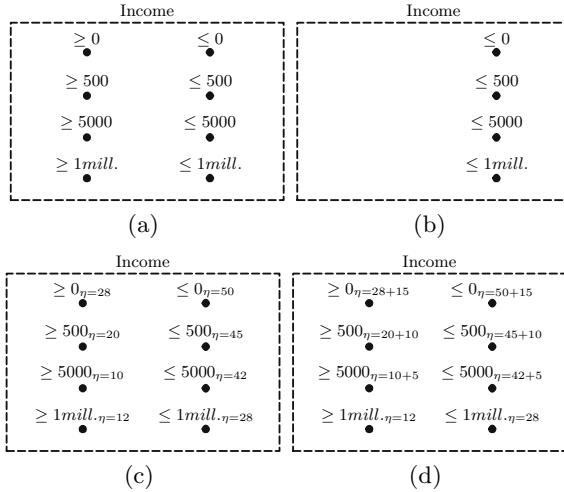 Income
≥ 0 ≤ 0
≥ 500 ≤ 500
≥ 5000 ≤ 5000
≥ 1mill. ≤ 1mill.
(a)
Income
≤ 0
≤ 500
≤ 5000
≤ 1mill.
(b)
Income
≥ 0η=28 ≤ 0η=50
≥ 500η=20 ≤ 500η=45
≥ 5000η=10 ≤ 5000η=42
≥ 1mill.η=12 ≤ 1mill.η=28
(c)
Income
≥ 0η=28+15 ≤ 0η=50+15
≥ 500η=20+10 ≤ 500η=45+10
≥ 5000η=10+5 ≤ 5000η=42+5
≥ 1mill.η=12 ≤ 1mill.η=28
(d)